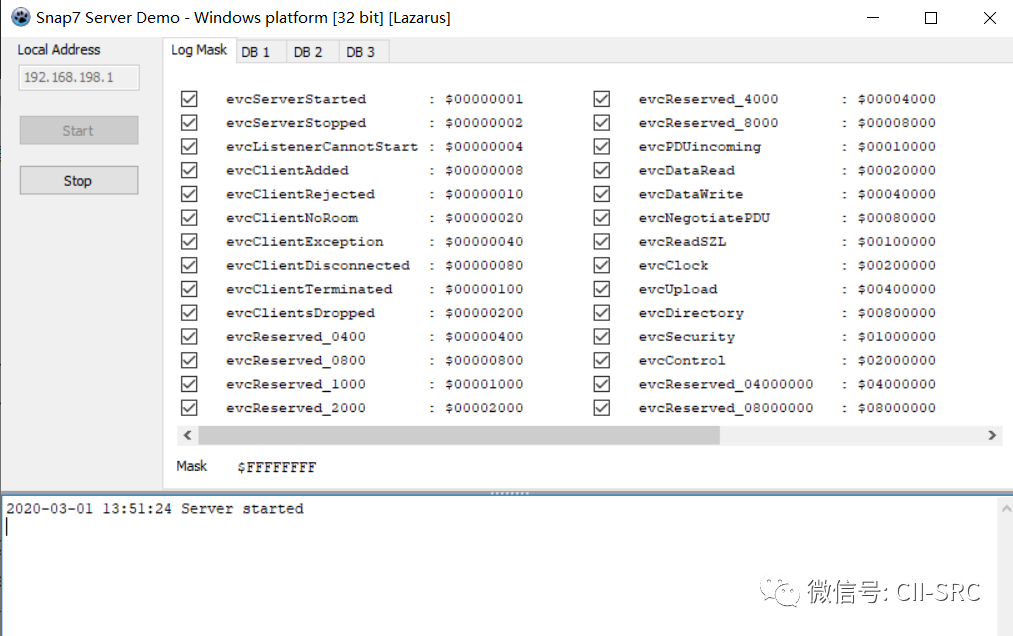 Snap7 Server Demo - Windows platform [32 bit] [Lazarus]
Local Address
192.168.198.1
Start
Stop
Log Mask DB 1 DB 2 DB 3
evcServerStarted : $00000001 evcReserved_4000 : $00004000
evcServerStopped : $00000002 evcReserved_8000 : $00008000
evcListenerCannotStart : $00000004 evcPDUincoming : $00010000
evcClientAdded : $00000008 evcDataRead : $00020000
evcClientRejected : $00000010 evcDataWrite : $00040000
evcClientNoRoom : $00000020 evcNegotiatePDU : $00080000
evcClientException : $00000040 evcReadSZL : $00100000
evcClientDisconnected : $00000080 evcClock : $00200000
evcClientTerminated : $00000100 evcUpload : $00400000
evcClientsDropped : $00000200 evcDirectory : $00800000
evcReserved_0400 : $00000400 evcSecurity : $01000000
evcReserved_0800 : $00000800 evcControl : $02000000
evcReserved_1000 : $00001000 evcReserved_04000000 : $04000000
evcReserved_2000 : $00002000 evcReserved_08000000 : $08000000
Mask $FFFFFFFF
2020-03-01 13:51:24 Server started
微信号: CII-SRC